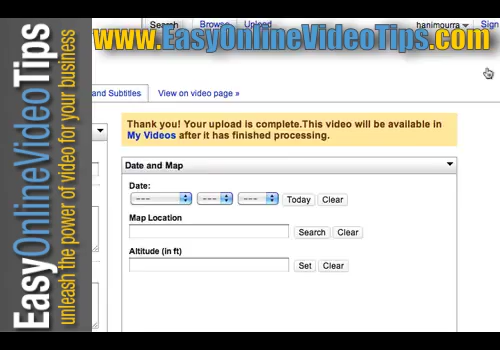 Search Browse Upload hanimourra Sign
www.EasyOnlineVideoTips.com
EasyOnlineVideoTips
unleash the power of video for your business
and Subtitles View on video page »
Thank you! Your upload is complete.This video will be available in
My Videos after it has finished processing.
Date and Map
Date:
--- --- --- Today Clear
Map Location
Search Clear
Altitude (in ft)
Set Clear